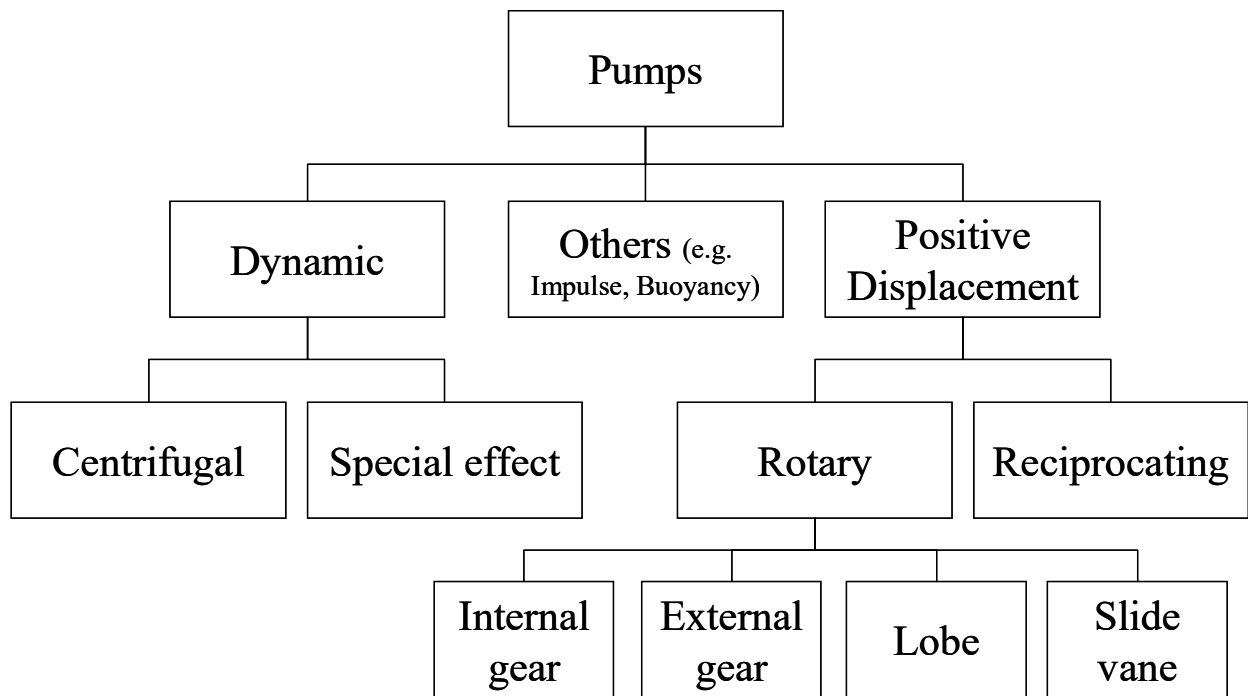 Pumps
Dynamic
Others (e.g.
Impulse, Buoyancy)
Positive
Displacement
Centrifugal
Special effect
Rotary
Reciprocating
Internal
gear
External
gear
Lobe
Slide
vane